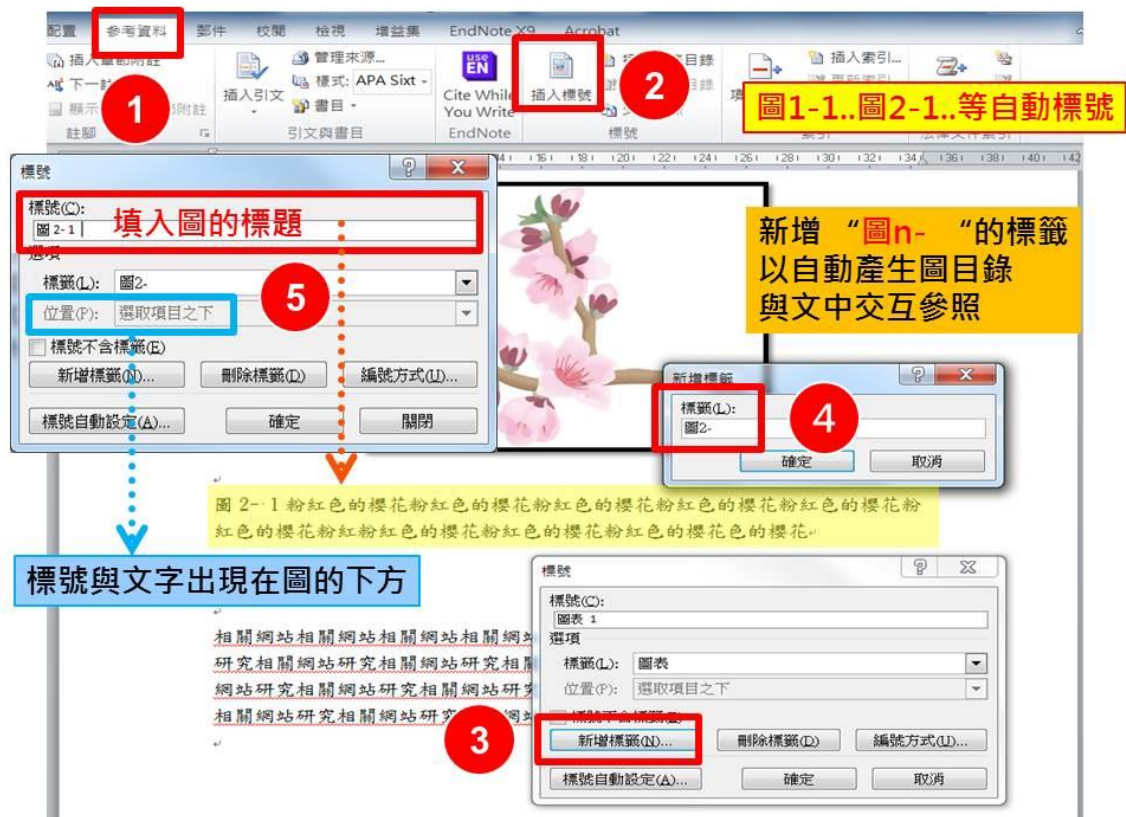 配置 參考資料 郵件 校閱 檢視 增益集 EndNote X9 Acrobat
插入章節附註
下一註
顯示 附註
註腳
1
插入引文
管理來源...
樣式: APA Sixt
書目
引文與書目
Cite While
You Write
EndNote
插入標號
標號
2
插入索引...
圖1-1..圖2-1..等自動標號
標號
標號(C):
圖 2- 1
填入圖的標題
選項
標籤(L): 圖2-
位置(P): 選取項目之下
5
標號不含標籤(E)
新增標籤(N)... 刪除標籤(D) 編號方式(U)...
標號自動設定(A)... 確定 關閉
新增 “圖n- “的標籤
以自動產生圖目錄
與文中交互參照
新增標籤
標籤(L):
圖2-
4
確定 取消
圖 2- 1 粉紅色的櫻花粉紅色的櫻花粉紅色的櫻花粉紅色的櫻花粉紅色的櫻花粉
紅色的櫻花粉紅粉紅色的櫻花粉紅色的櫻花粉紅色的櫻花色的櫻花
標號與文字出現在圖的下方
相關網站相關網站相關網站相關網站
研究相關網站研究相關網站研究相關
網站研究相關網站研究相關網站研究
相關網站研究相關網站研究
標號
標號(C):
圖表 1
選項
標籤(L): 圖表
位置(P): 選取項目之下
標號不含標籤(E)
3
新增標籤(N)... 刪除標籤(D) 編號方式(U)...
標號自動設定(A)... 確定 取消